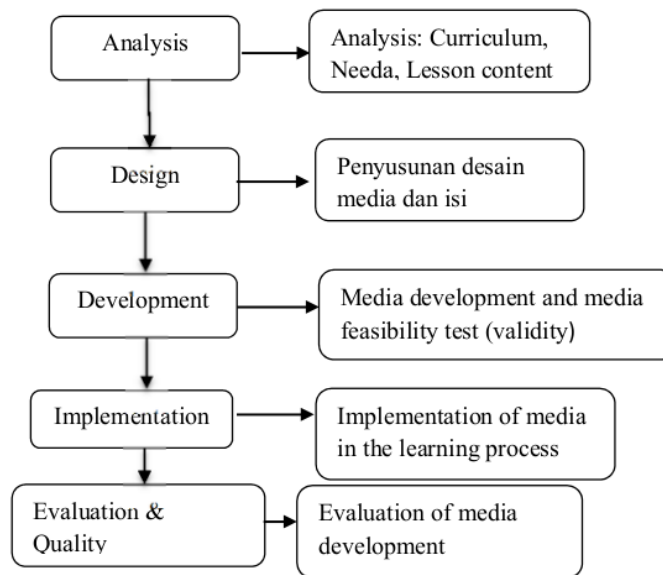 Analysis
Analysis: Curriculum,
Needa, Lesson content
Design
Penyusunan desain
media dan isi
Development
Media development and media
feasibility test (validity)
Implementation
Implementation of media
in the learning process
Evaluation &
Quality
Evaluation of media
development